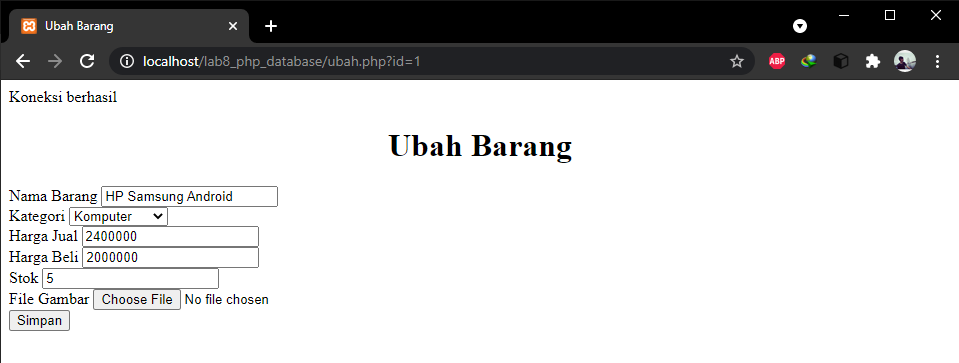 Ubah Barang
localhost/lab8_php_database/ubah.php?id=1
ABP
Koneksi berhasil
Ubah Barang
Nama Barang HP Samsung Android
Kategori Komputer
Harga Jual 2400000
Harga Beli 2000000
Stok 5
File Gambar Choose File No file chosen
Simpan